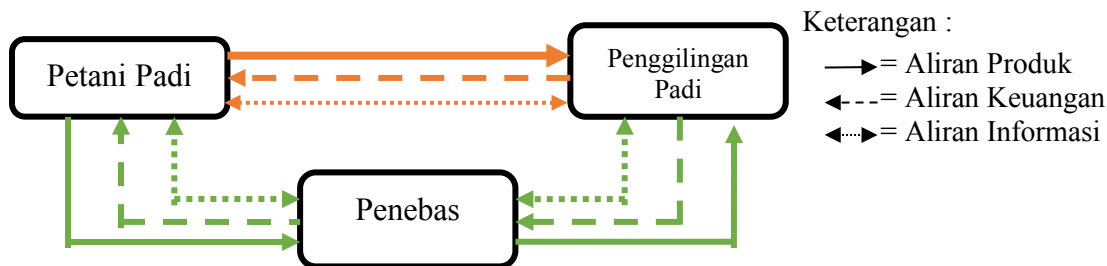 Keterangan :
Petani Padi
Penggilingan
Padi
= Aliran Produk
= Aliran Keuangan
= Aliran Informasi
Penebas